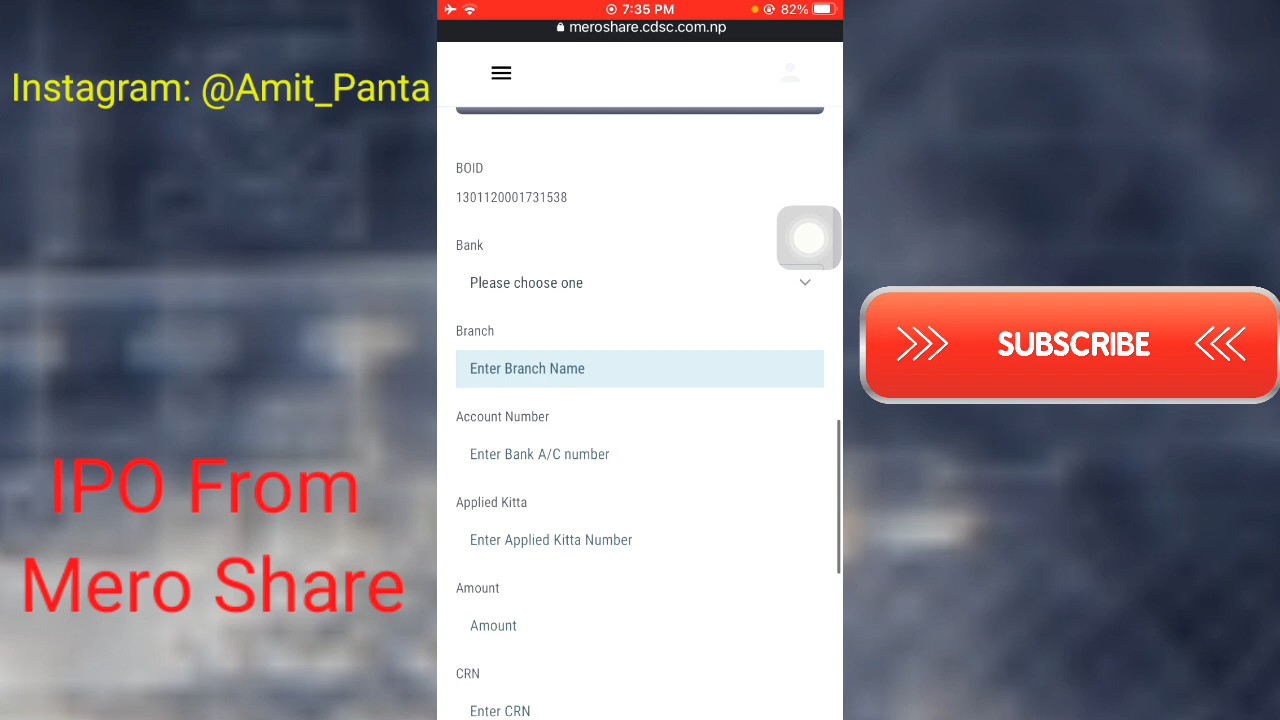 7:35 PM
82%
meroshare.cdsc.com.np
Instagram: @Amit_Panta
BOID
1301120001731538
Bank
Please choose one
Branch
Enter Branch Name
Account Number
Enter Bank A/C number
Applied Kitta
Enter Applied Kitta Number
Amount
Amount
CRN
Enter CRN
IPO From
Mero Share
SUBSCRIBE